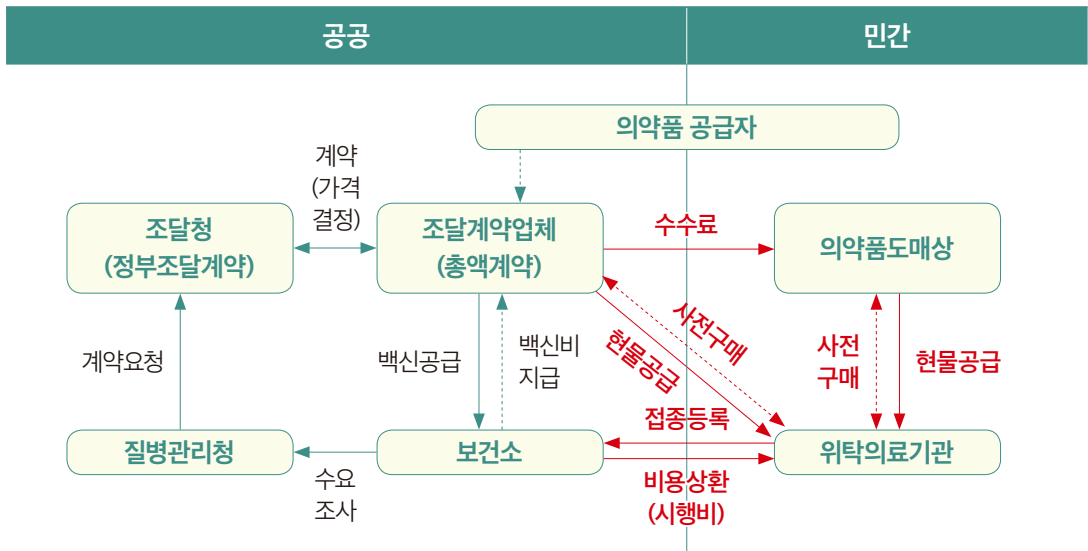 공공
민간
의약품 공급자
계약
(가격
결정)
조달청
(정부조달계약)
조달계약업체
(총액계약)
수수료
의약품도매상
계약요청
백신공급
백신비
지급
현물공급
사전구매
사전
구매
현물공급
접종등록
질병관리청
보건소
위탁의료기관
수요
조사
비용상환
(시행비)